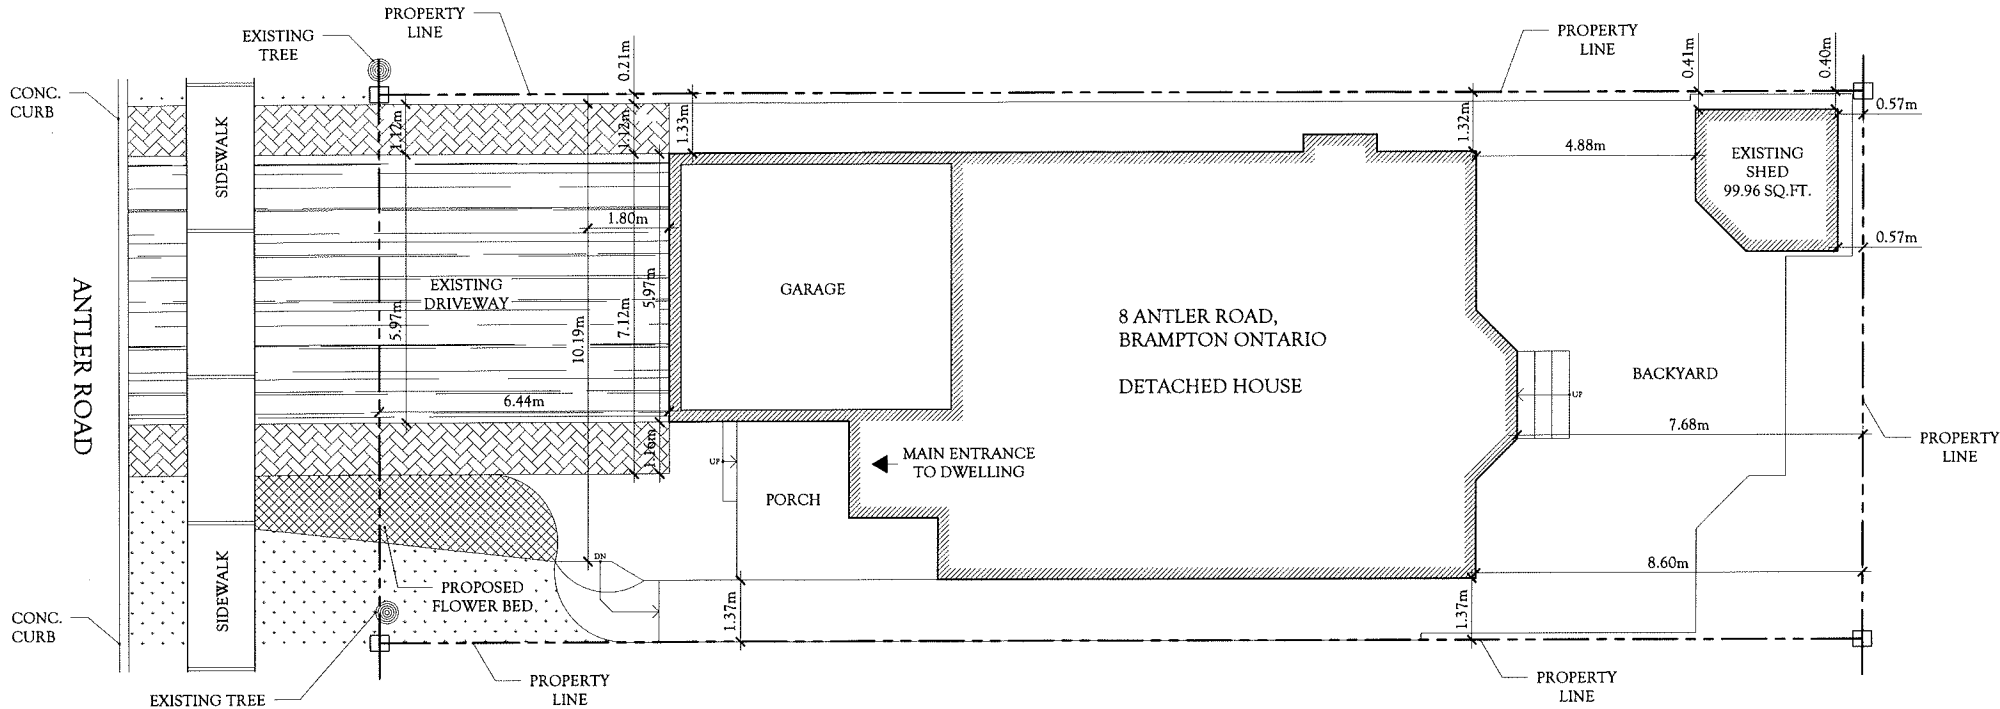 PROPERTY
LINE
EXISTING
TREE
0.21m
PROPERTY
LINE
0.41m
0.40m
CONC.
CURB
SIDEWALK
1.12m
1.12m
1.33m
1.32m
0.57m
4.88m
EXISTING
SHED
99.96 SQ.FT.
0.57m
1.80m
ANTLER ROAD
EXISTING
DRIVEWAY
5.97m
10.19m
7.12m
5.97m
GARAGE
8 ANTLER ROAD,
BRAMPTON ONTARIO
DETACHED HOUSE
BACKYARD
UP
6.44m
7.68m
PROPERTY
LINE
1.16m
UP
MAIN ENTRANCE
TO DWELLING
PORCH
DN
SIDEWALK
PROPOSED
FLOWER BED
8.60m
1.37m
1.37m
CONC.
CURB
EXISTING TREE
PROPERTY
LINE
PROPERTY
LINE